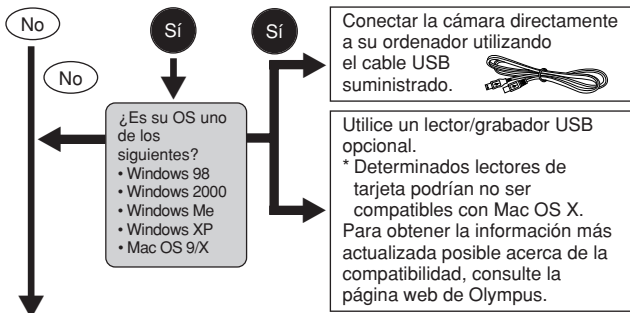 No
Sí
Sí
No
¿Es su OS uno
de los
siguientes?
• Windows 98
• Windows 2000
• Windows Me
• Windows XP
• Mac OS 9/X
Conectar la cámara directamente
a su ordenador utilizando
el cable USB
suministrado.
Utilice un lector/grabador USB
opcional.
* Determinados lectores de
tarjeta podrían no ser
compatibles con Mac OS X.
Para obtener la información más
actualizada posible acerca de la
compatibilidad, consulte la
página web de Olympus.